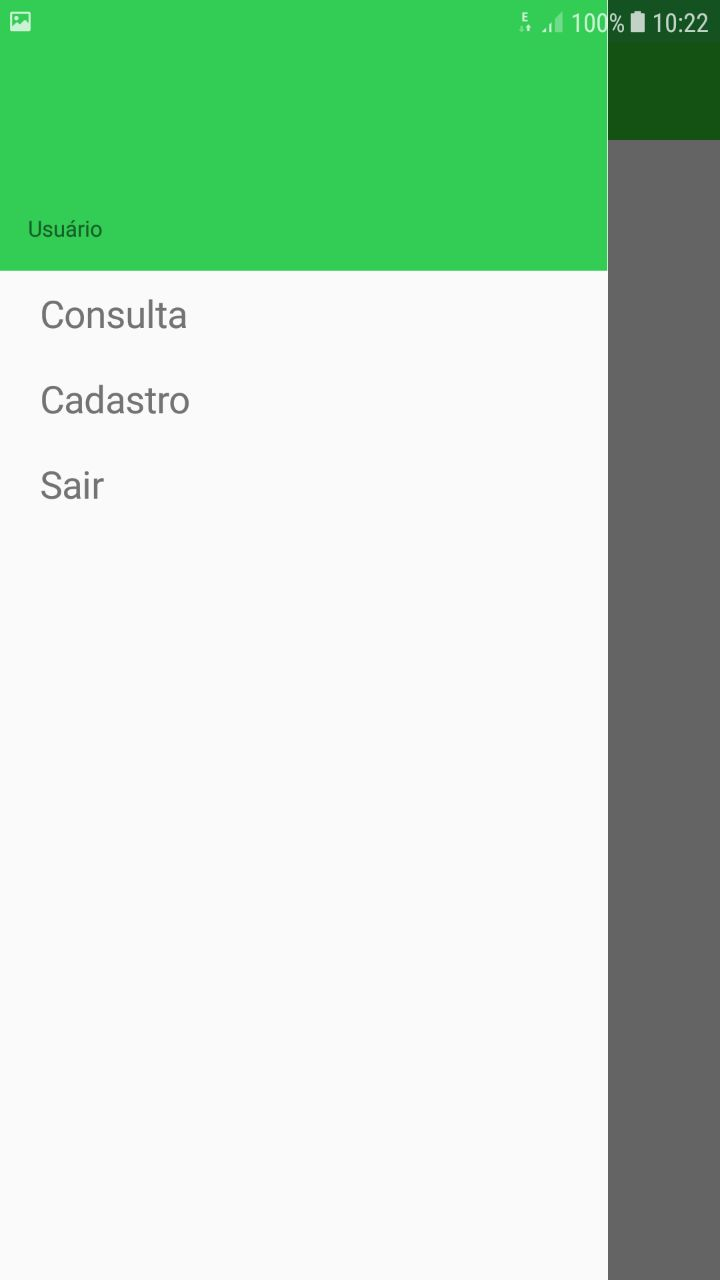 E 100% 10:22
Usuário
Consulta
Cadastro
Sair